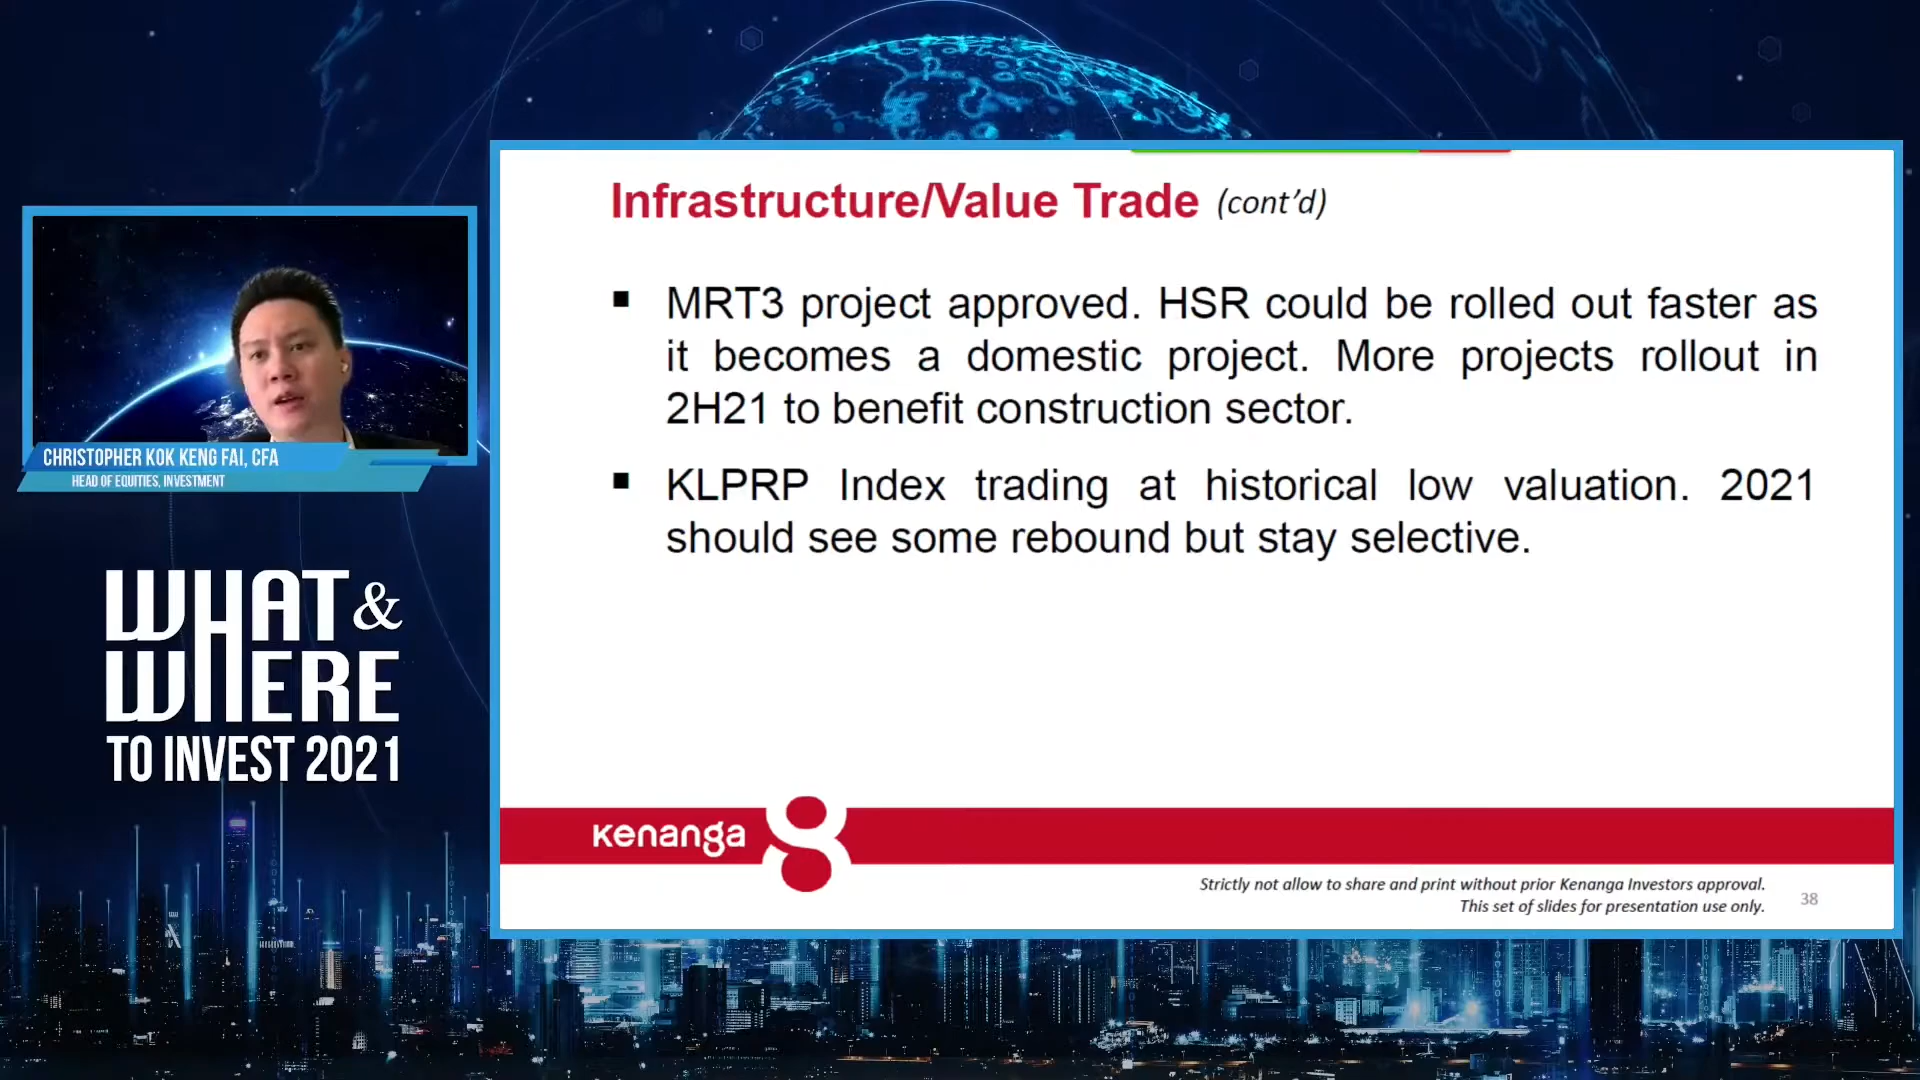 Infrastructure/Value Trade (cont'd)
▪ MRT3 project approved. HSR could be rolled out faster as
it becomes a domestic project. More projects rollout in
2H21 to benefit construction sector.
▪ KLPRP Index trading at historical low valuation. 2021
should see some rebound but stay selective.
CHRISTOPHER KOK KENG FAI, CFA
HEAD OF EQUITIES, INVESTMENT
WHAT &
WHERE
TO INVEST 2021
kenanga
Strictly not allow to share and print without prior Kenanga Investors approval.
This set of slides for presentation use only.
38